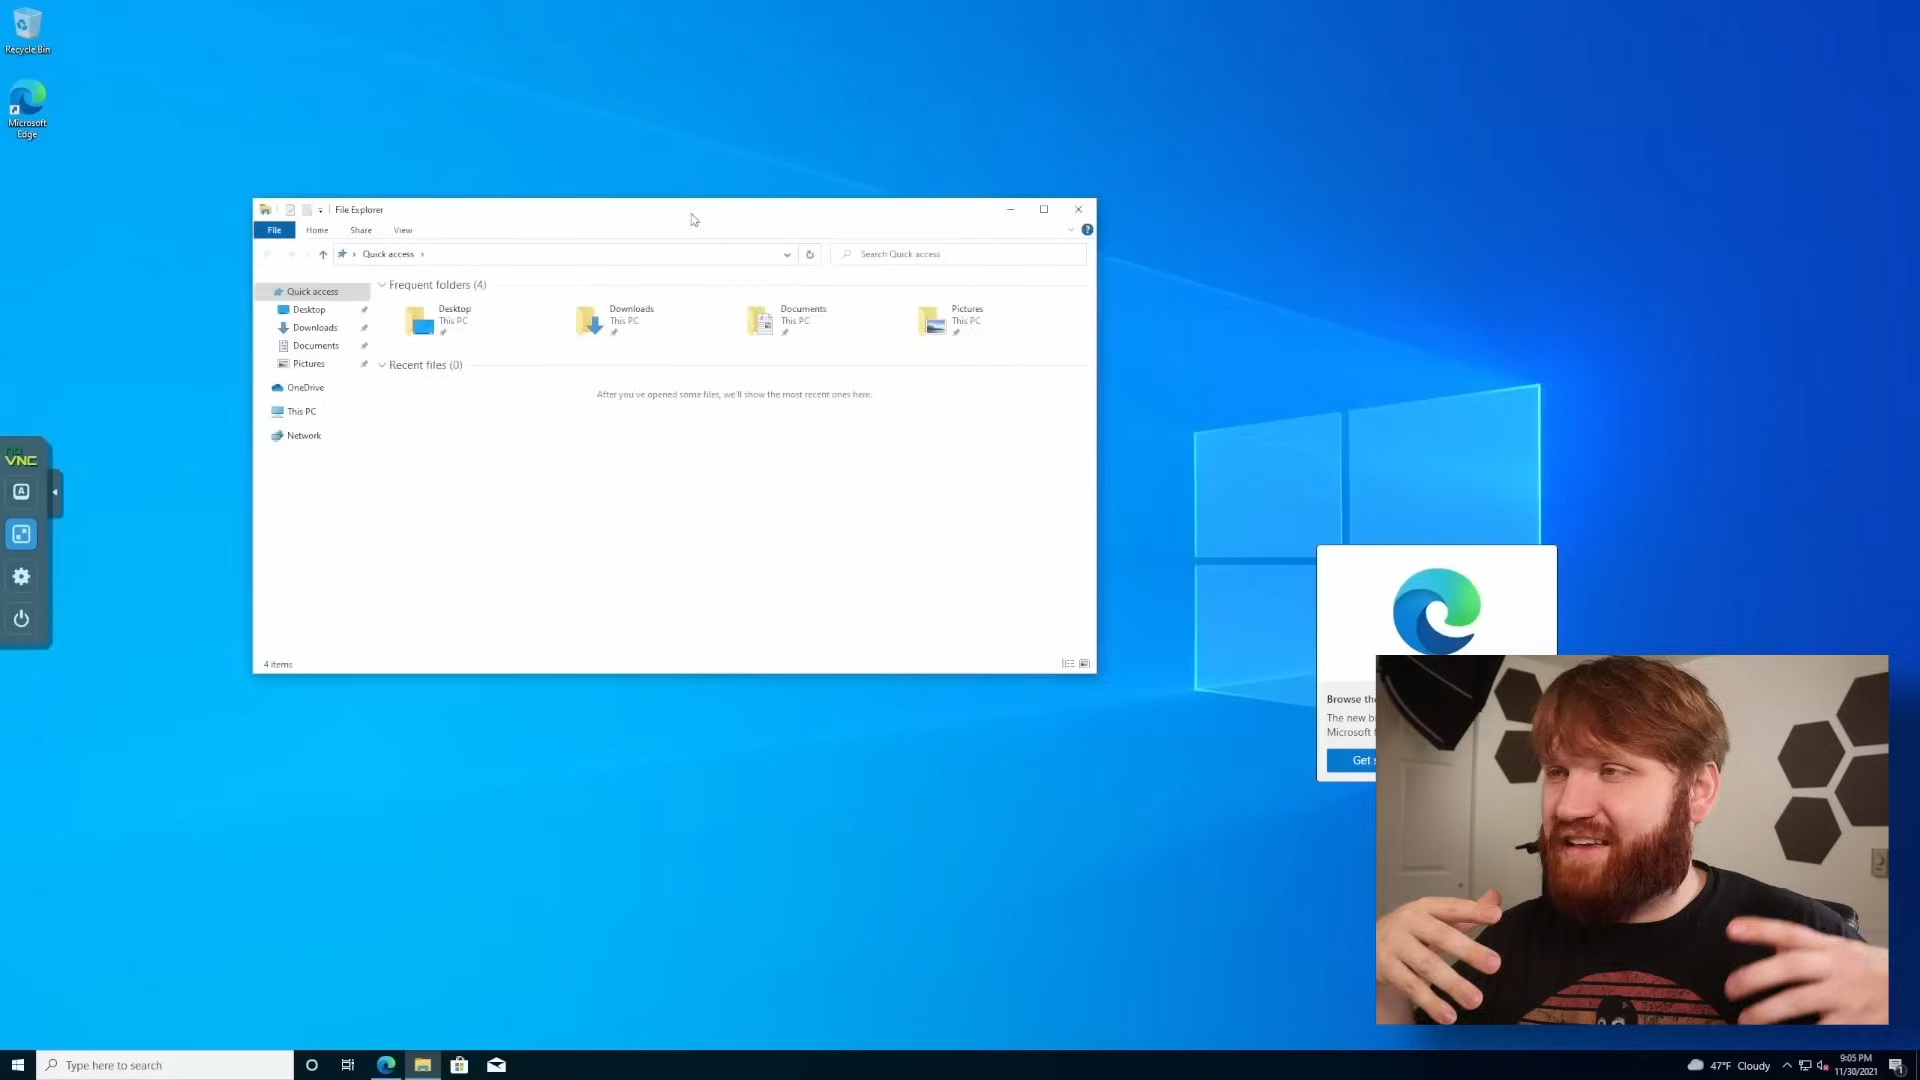 Recycle Bin
Microsoft
Edge
File Explorer
File
Home
Share
View
Quick access
Search Quick access
Quick access
Desktop
Downloads
Documents
Pictures
OneDrive
This PC
Network
Frequent folders (4)
Desktop
This PC
Downloads
This PC
Documents
This PC
Pictures
This PC
Recent files (0)
After you've opened some files, we'll show the most recent ones here.
4 items
no
VNC
A
Browse the
The new b
Microsoft
Get
Type here to search
47°F Cloudy
9:05 PM
11/30/2021
1